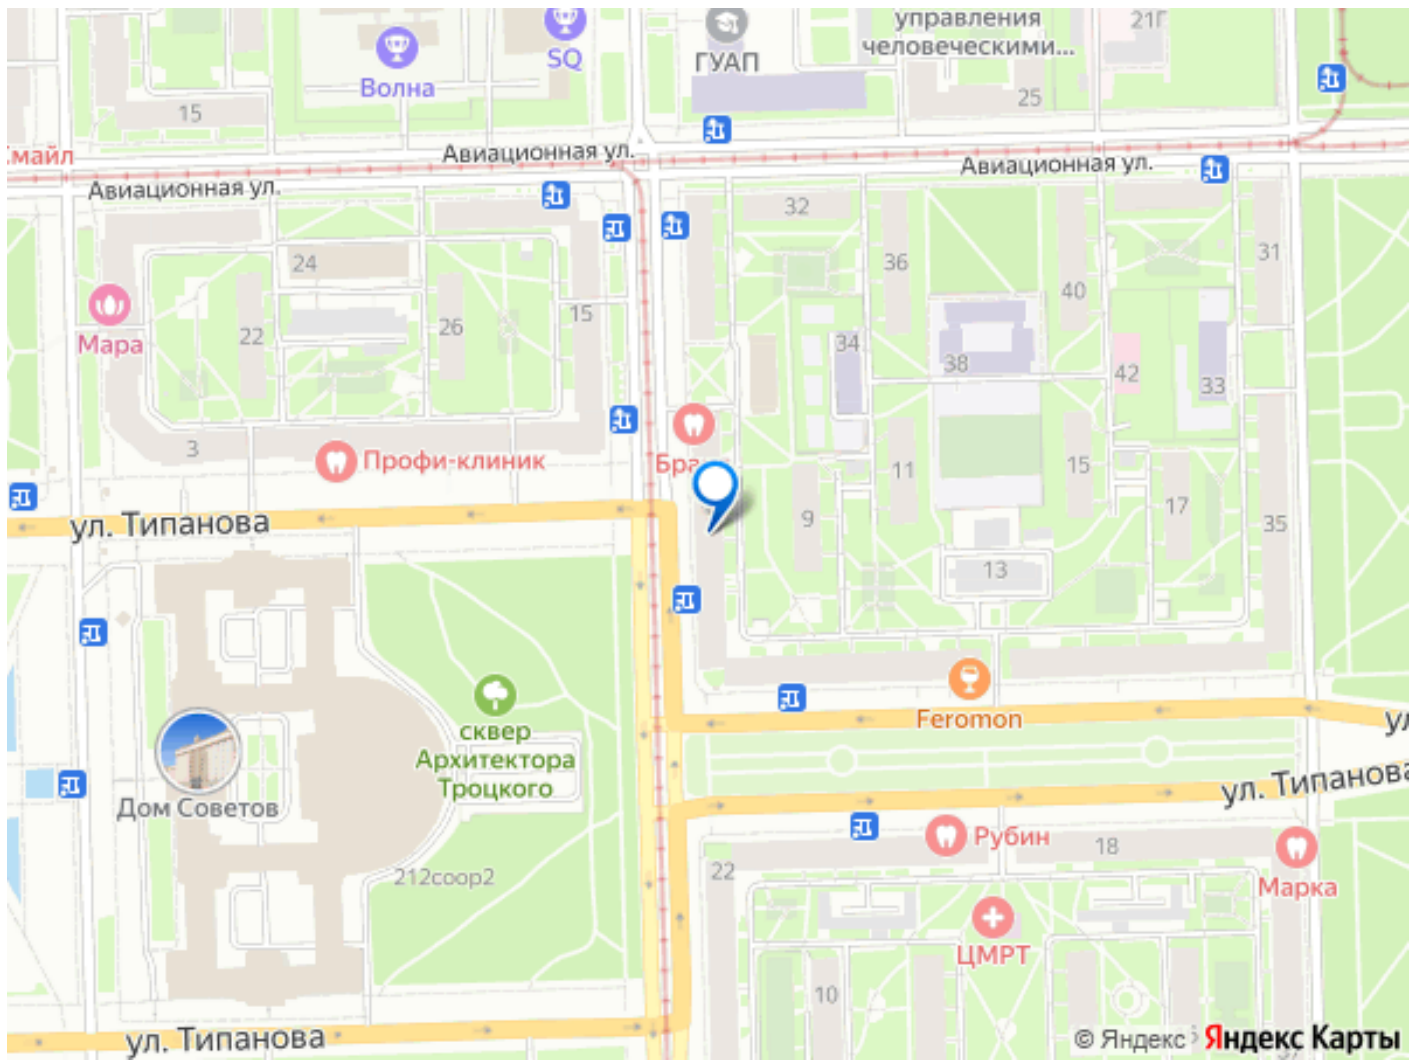 управления
человеческими...
21Г
SQ
Волна
ГУАП
25
15
Авиационная ул.
Авиационная ул.
Авиационная ул.
32
24
36
31
40
15
22
26
34
Мара
38
42
33
3
Профи-клиник
11
15
17
9
35
ул. Типанова
13
Feromon
сквер
Архитектора
Троцкого
Дом Советов
ул. Типанова
Рубин
18
22
Марка
212соор2
ЦМРТ
10
ул. Типанова
© Яндекс Яндекс Карты